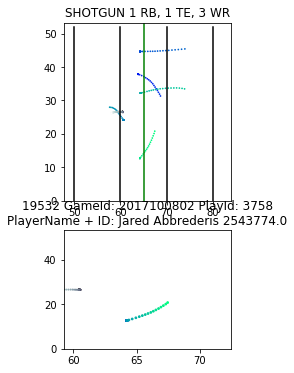 SHOTGUN 1 RB, 1 TE, 3 WR
50
40
30
20
10
0
50 60 70 80
19532 GameId: 2017100802 PlayId: 3758
PlayerName + ID: Jared Abbrederis 2543774.0
40
20
0
60 65 70